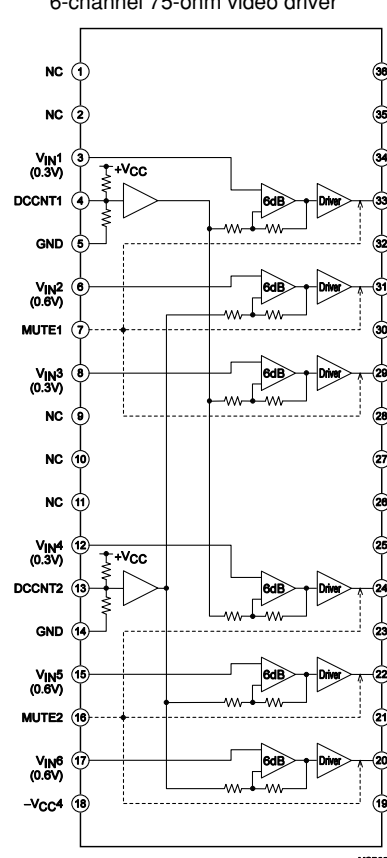 6-channel 75-ohm video driver
NC 1 36
NC 2 35
VIN1 3 34
(0.3V)
+VCC
DCCNT1 4 6dB Driver 33
GND 5 32
VIN2 6 6dB Driver 31
(0.6V)
MUTE1 7 30
VIN3 8 6dB Driver 29
(0.3V)
NC 9 28
NC 10 27
NC 11 26
VIN4 12 25
(0.3V)
+VCC
DCCNT2 13 6dB Driver 24
GND 14 23
VIN5 15 6dB Driver 22
(0.6V)
MUTE2 16 21
VIN6 17 6dB Driver 20
(0.6V)
–VCC4 18 19